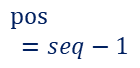 pos
= seq − 1